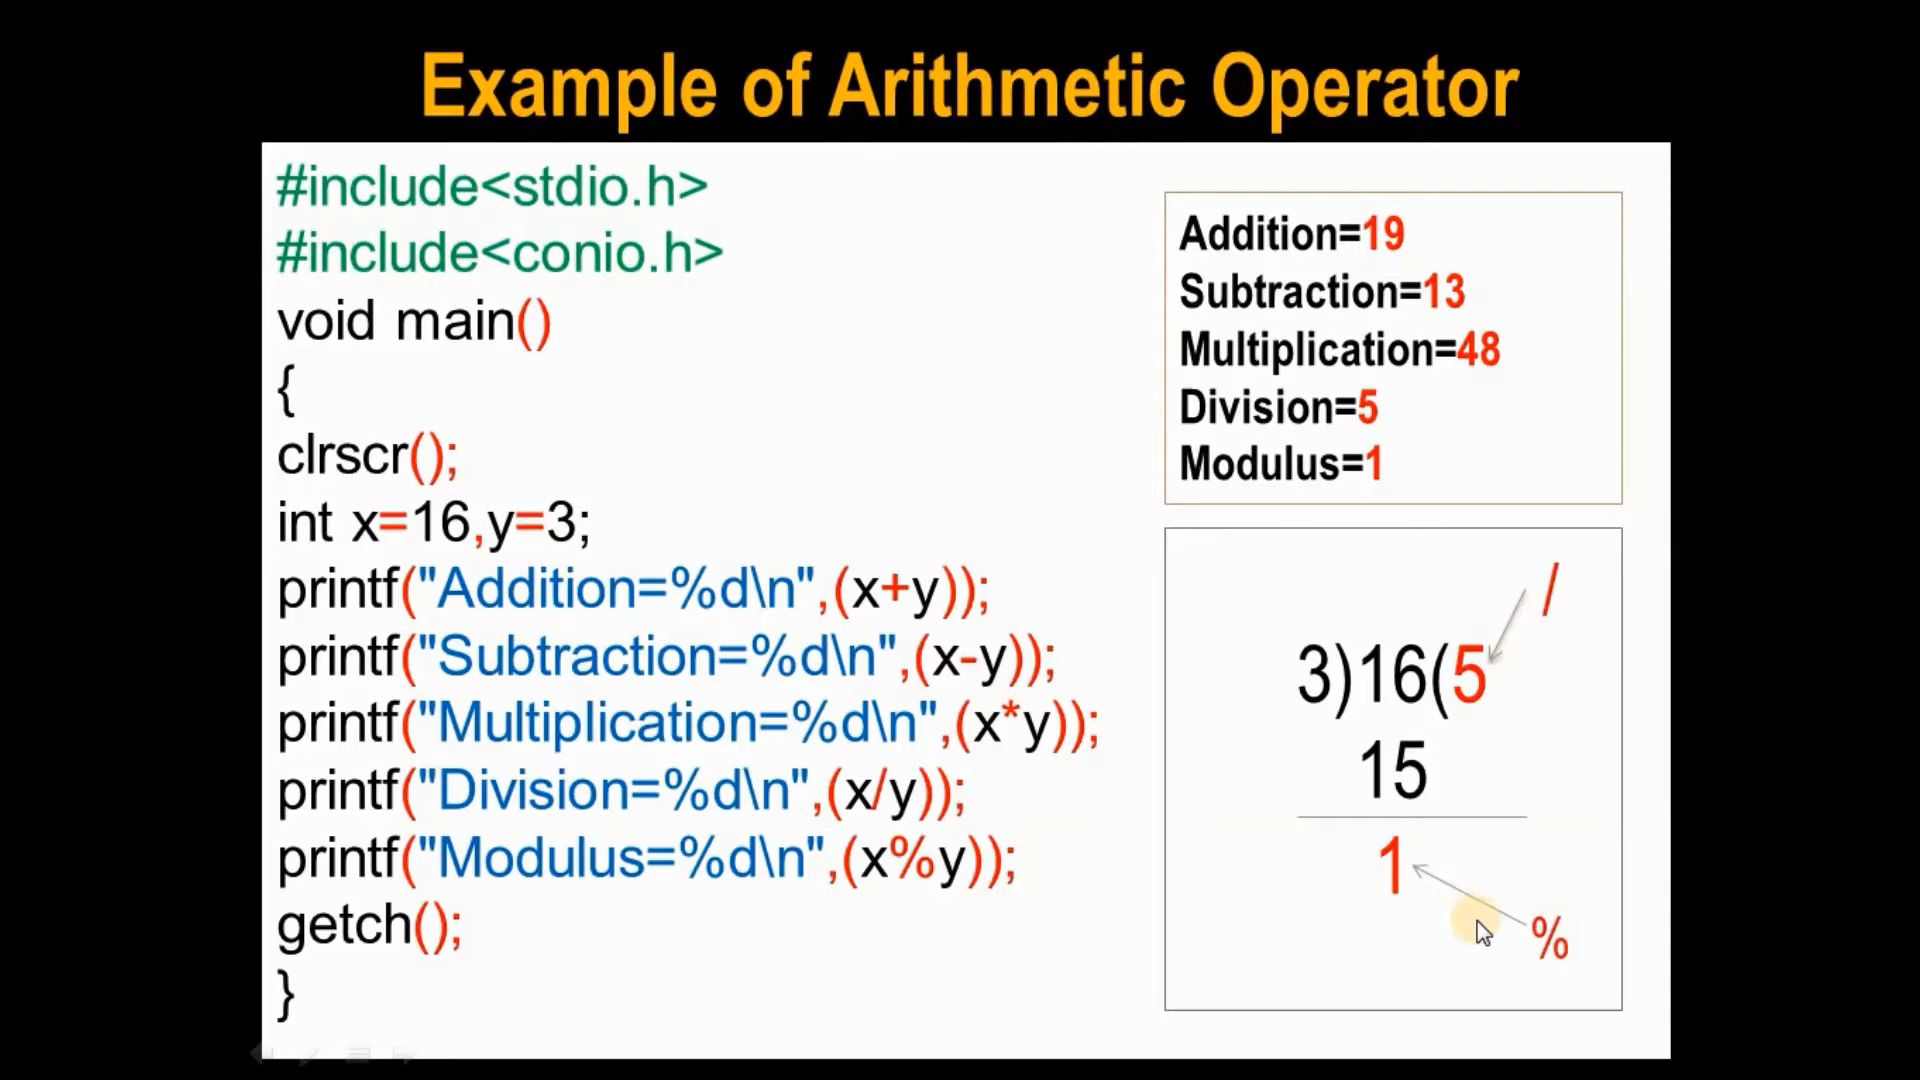 Example of Arithmetic Operator
#include<stdio.h>
#include<conio.h>
void main()
{
clrscr();
int x=16,y=3;
printf("Addition=%d\n",(x+y));
printf("Subtraction=%d\n",(x-y));
printf("Multiplication=%d\n",(x*y));
printf("Division=%d\n",(x/y));
printf("Modulus=%d\n",(x%y));
getch();
}
Addition=19
Subtraction=13
Multiplication=48
Division=5
Modulus=1
/
3)16(5
15
1
%